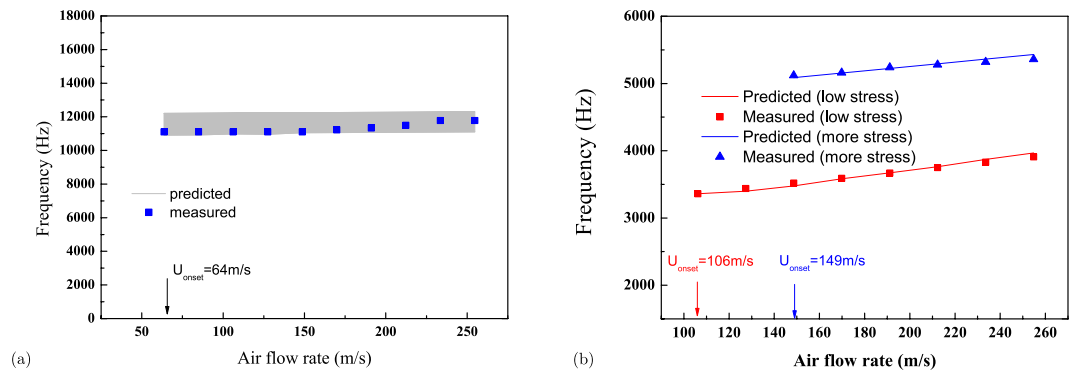 18000
16000
14000
12000
10000
8000
6000
4000
2000
0
Frequency (Hz)
predicted
measured
U onset=64m/s
50 100 150 200 250
Air flow rate (m/s)
(a)
6000
5000
4000
3000
2000
Frequency (Hz)
Predicted (low stress)
Measured (low stress)
Predicted (more stress)
Measured (more stress)
U onset=106m/s
U onset=149m/s
100 120 140 160 180 200 220 240 260
Air flow rate (m/s)
(b)